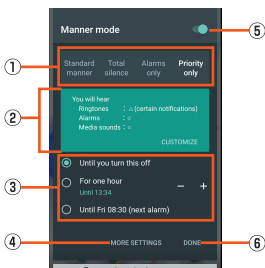 Manner mode
⑤
①
Standard manner
Total silence
Alarms only
Priority only
②
You will hear
Ringtones : △ (certain notifications)
Alarms : ○
Media sounds : ○
CUSTOMIZE
③
Until you turn this off
For one hour
Until 13:34
− +
Until Fri 08:30 (next alarm)
④
MORE SETTINGS
DONE
⑥